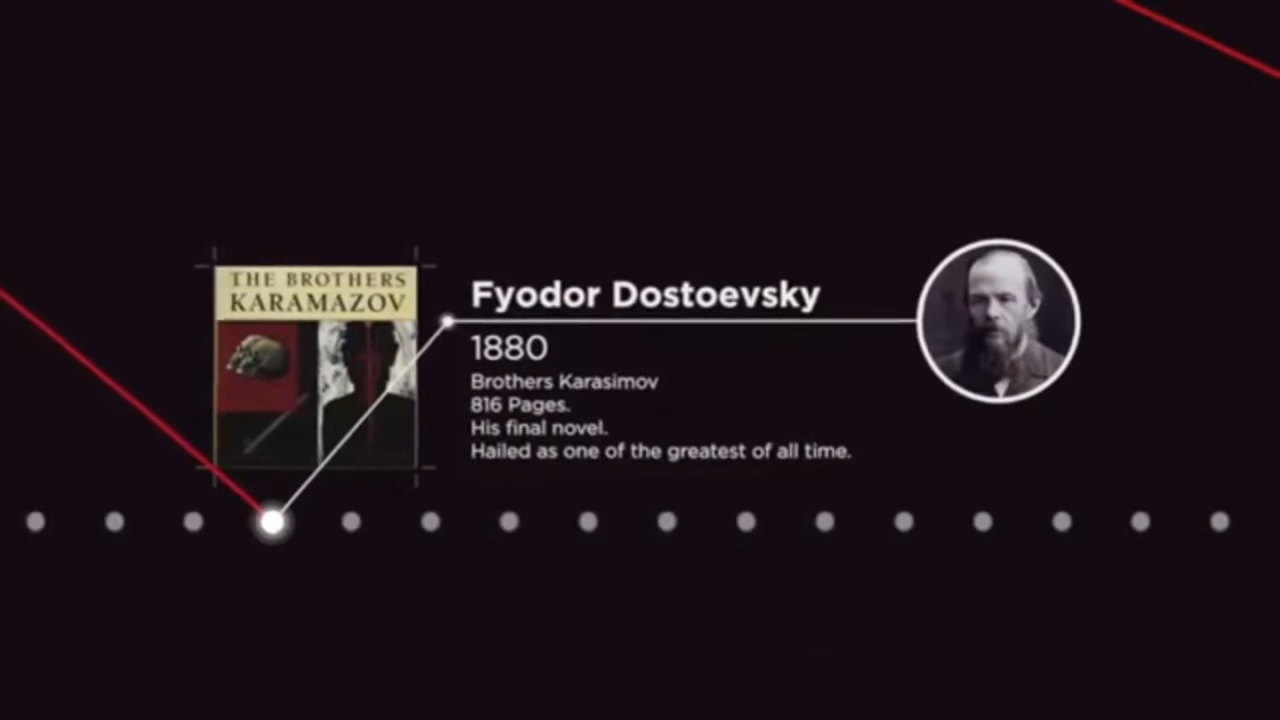 THE BROTHERS
KARAMAZOV
Fyodor Dostoevsky
1880
Brothers Karasimov
816 Pages.
His final novel.
Hailed as one of the greatest of all time.